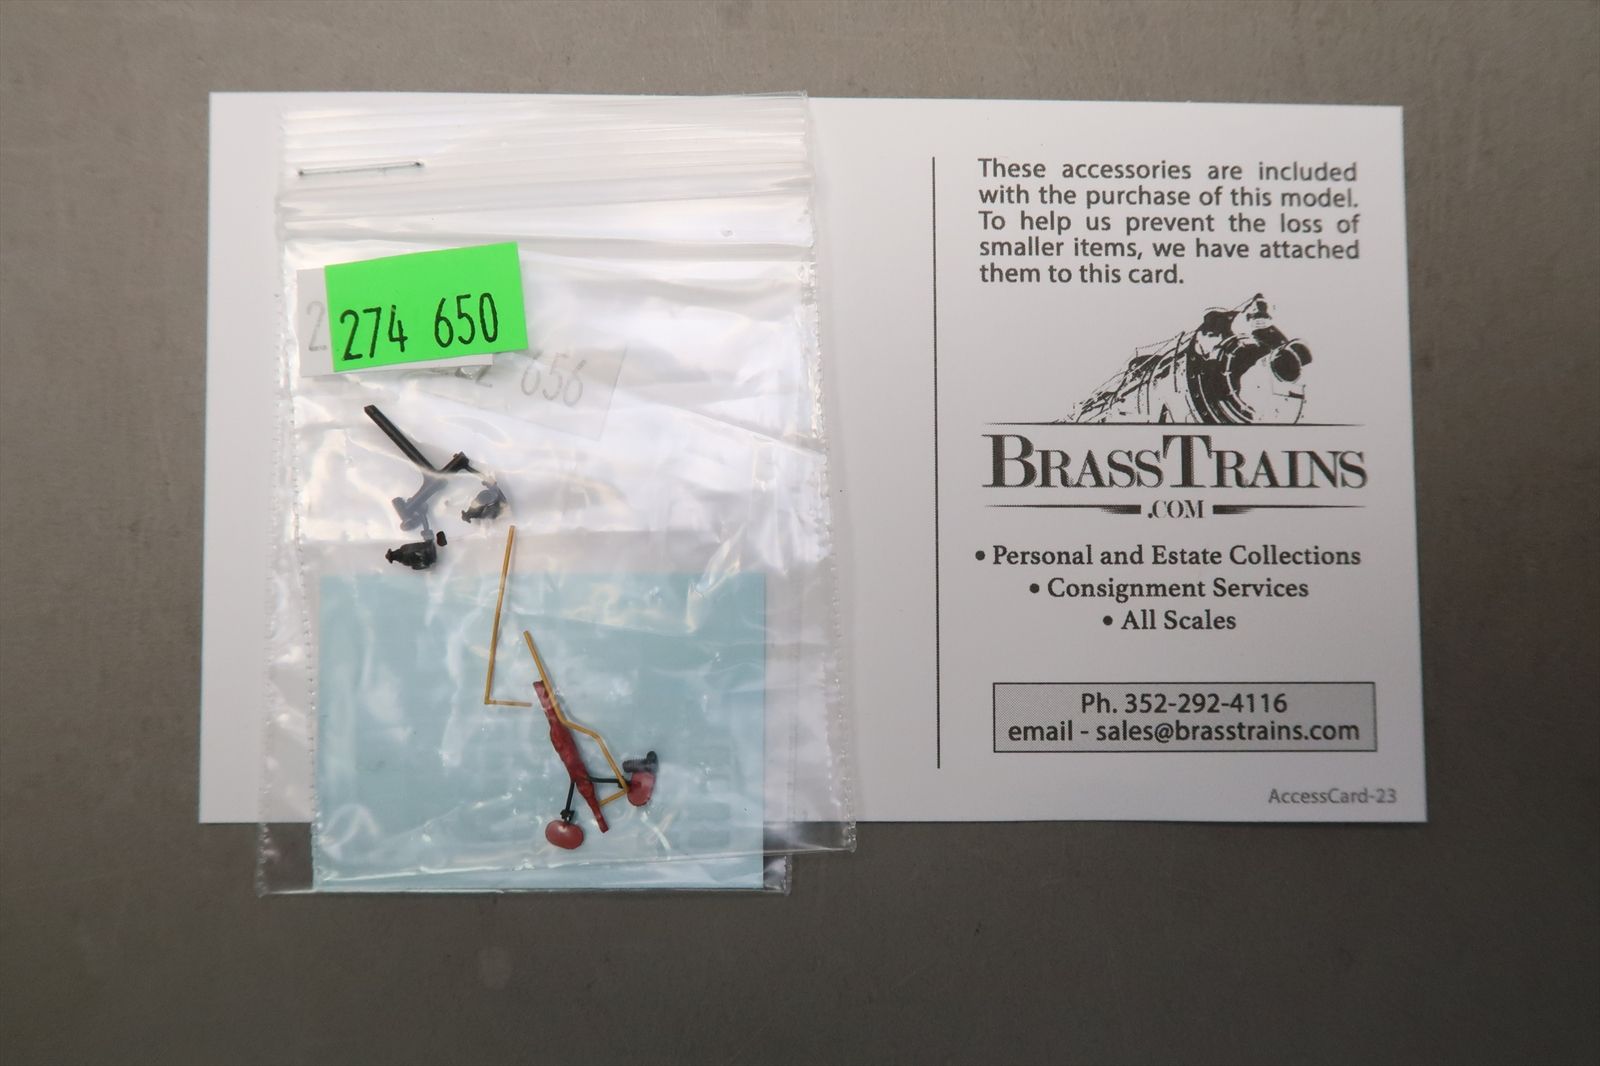 274 650
656
These accessories are included
with the purchase of this model.
To help us prevent the loss of
smaller items, we have attached
them to this card.
BRASSTRAINS
.COM
• Personal and Estate Collections
• Consignment Services
• All Scales
Ph. 352-292-4116
email - sales@brasstrains.com
AccessCard-23